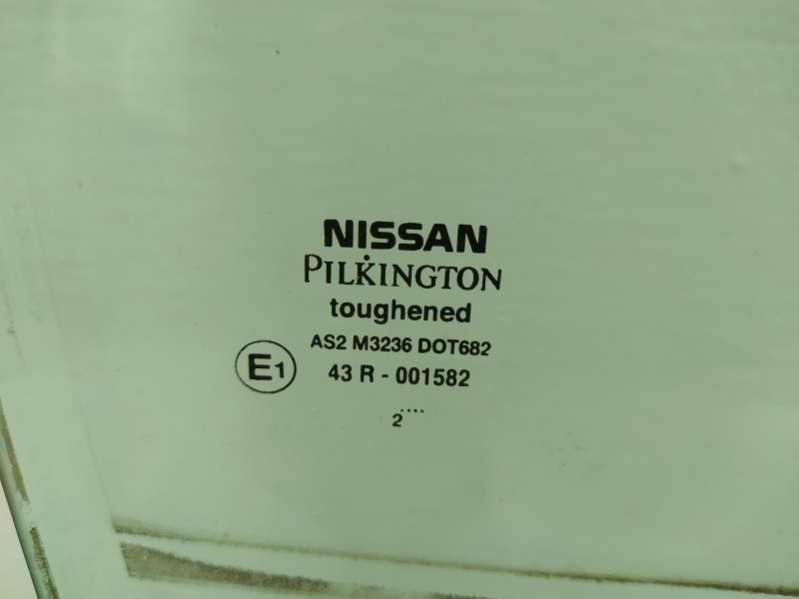 NISSAN
PILKINGTON
toughened
AS2 M3236 DOT682
E1 43 R - 001582
....
2